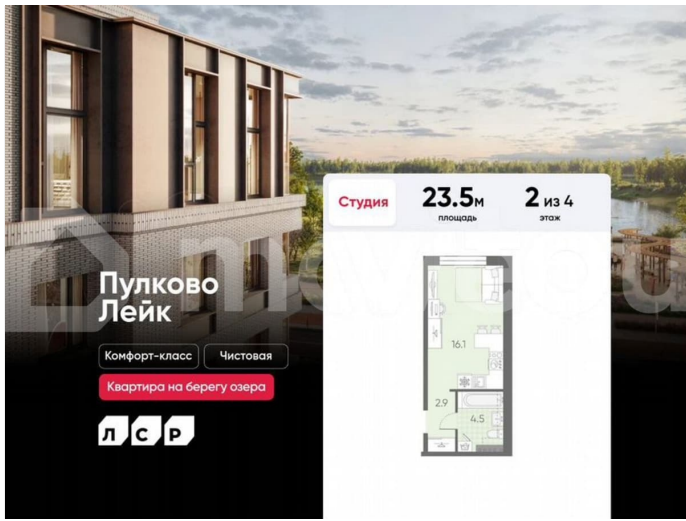 Студия
23.5м
площадь
2 из 4
этаж
Пулково
Лейк
Комфорт-класс
Чистовая
Квартира на берегу озера
ЛСР
16.1
2.9
4.5